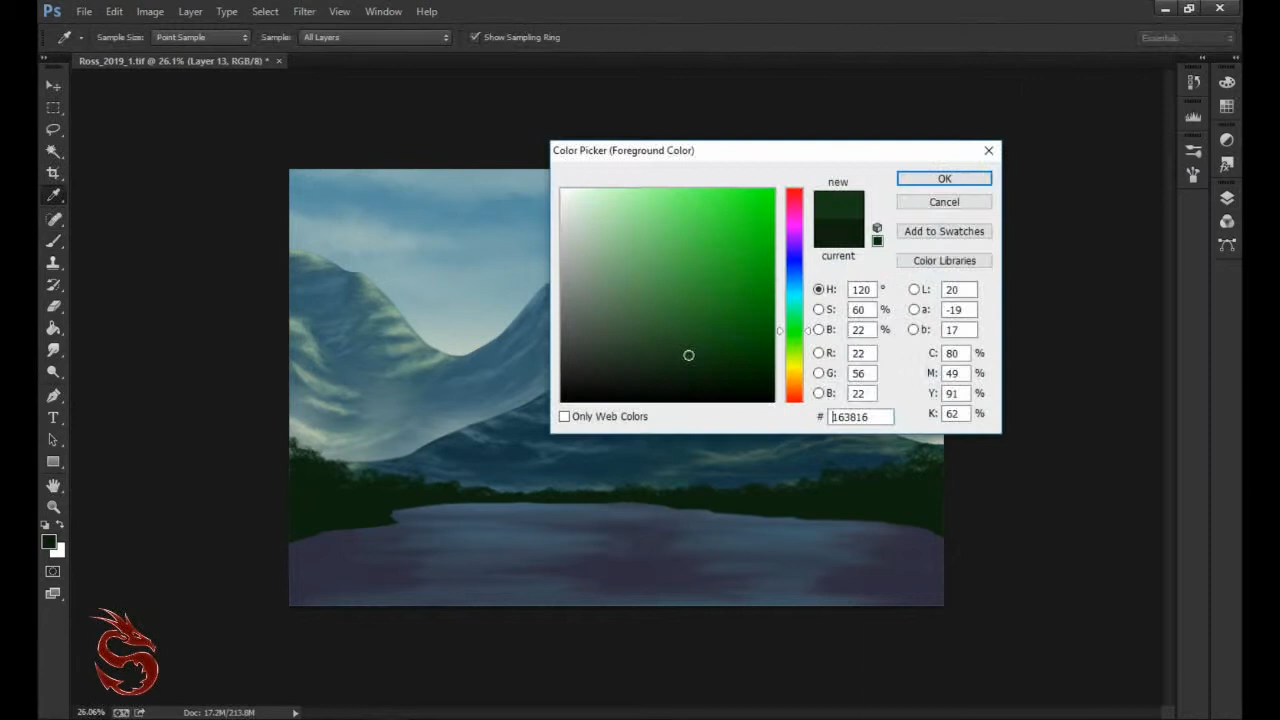 Ps File Edit Image Layer Type Select Filter View Window Help
Sample Size: Point Sample Sample: All Layers Show Sampling Ring Essentials
Ross_2019_1.tif @ 26.1% (Layer 13, RGB/8) * ×
Color Picker (Foreground Color)
new
OK
Cancel
Add to Swatches
current
Color Libraries
H: 120 ° L: 20
S: 60 % a: -19
B: 22 % b: 17
R: 22 C: 80 %
G: 56 M: 49 %
B: 22 Y: 91 %
# 163816 K: 62 %
Only Web Colors
T
26.06% Doc: 17.2M/213.8M